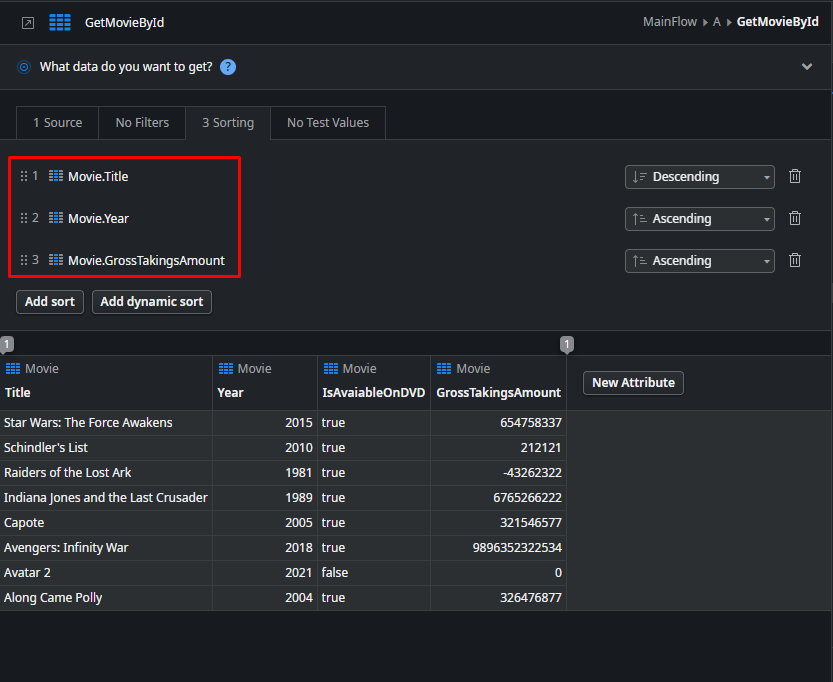 GetMovieById MainFlow A GetMovieById
What data do you want to get? ?
1 Source No Filters 3 Sorting No Test Values
1 Movie.Title Descending
2 Movie.Year Ascending
3 Movie.GrossTakingsAmount Ascending
Add sort Add dynamic sort
1 1
Movie Movie Movie Movie
Title Year IsAvaiableOnDVD GrossTakingsAmount New Attribute
Star Wars: The Force Awakens 2015 true 654758337
Schindler's List 2010 true 212121
Raiders of the Lost Ark 1981 true -43262322
Indiana Jones and the Last Crusader 1989 true 6765266222
Capote 2005 true 321546577
Avengers: Infinity War 2018 true 9896352322534
Avatar 2 2021 false 0
Along Came Polly 2004 true 326476877